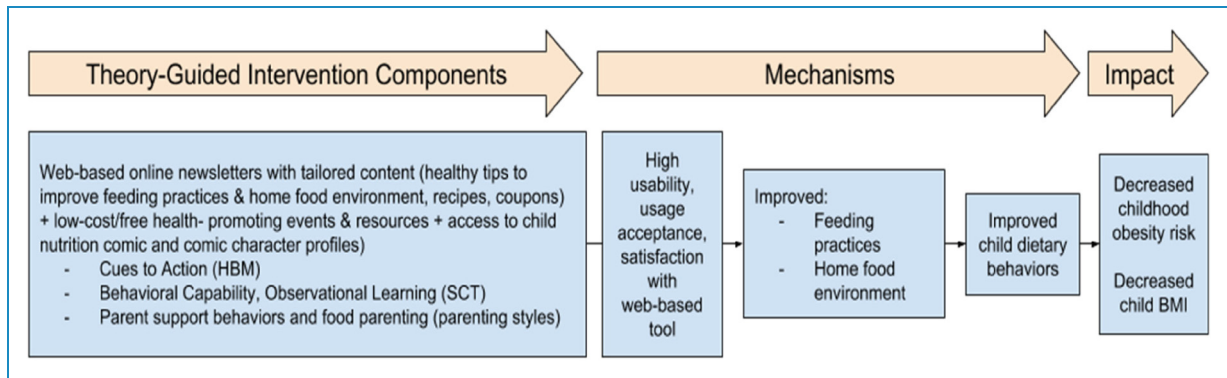 Theory-Guided Intervention Components
Mechanisms
Impact
Web-based online newsletters with tailored content (healthy tips to
improve feeding practices & home food environment, recipes, coupons)
+ low-cost/free health- promoting events & resources + access to child
nutrition comic and comic character profiles)
- Cues to Action (HBM)
- Behavioral Capability, Observational Learning (SCT)
- Parent support behaviors and food parenting (parenting styles)
High
usability,
usage
acceptance,
satisfaction
with
web-based
tool
Improved:
- Feeding
practices
- Home food
environment
Improved
child dietary
behaviors
Decreased
childhood
obesity risk
Decreased
child BMI